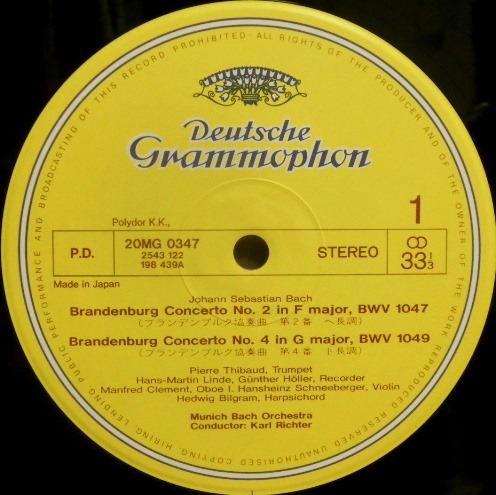 ALL RIGHTS OF THE PRODUCER AND OF THE OWNER OF THE WORK REPRODUCED RESERVED UNAUTHORISED COPYING, HIRING, LENDING, PUBLIC PERFORMANCE AND BROADCASTING OF THIS RECORD PROHIBITED ·
Deutsche
Grammophon
Polydor K.K.,
1
P.D.
20MG 0347
2543 122
198 439A
STEREO
33 1/3
Made in Japan
Johann Sebastian Bach
Brandenburg Concerto No. 2 in F major, BWV 1047
(ブランデンブルク協奏曲 第2番 ヘ長調)
Brandenburg Concerto No. 4 in G major, BWV 1049
(ブランデンブルク協奏曲 第4番 ト長調)
Pierre Thibaud, Trumpet
Hans-Martin Linde, Günther Höller, Recorder
Manfred Clement, Oboe I. Hansheinz Schneeberger, Violin
Hedwig Bilgram, Harpsichord
Munich Bach Orchestra
Conductor: Karl Richter